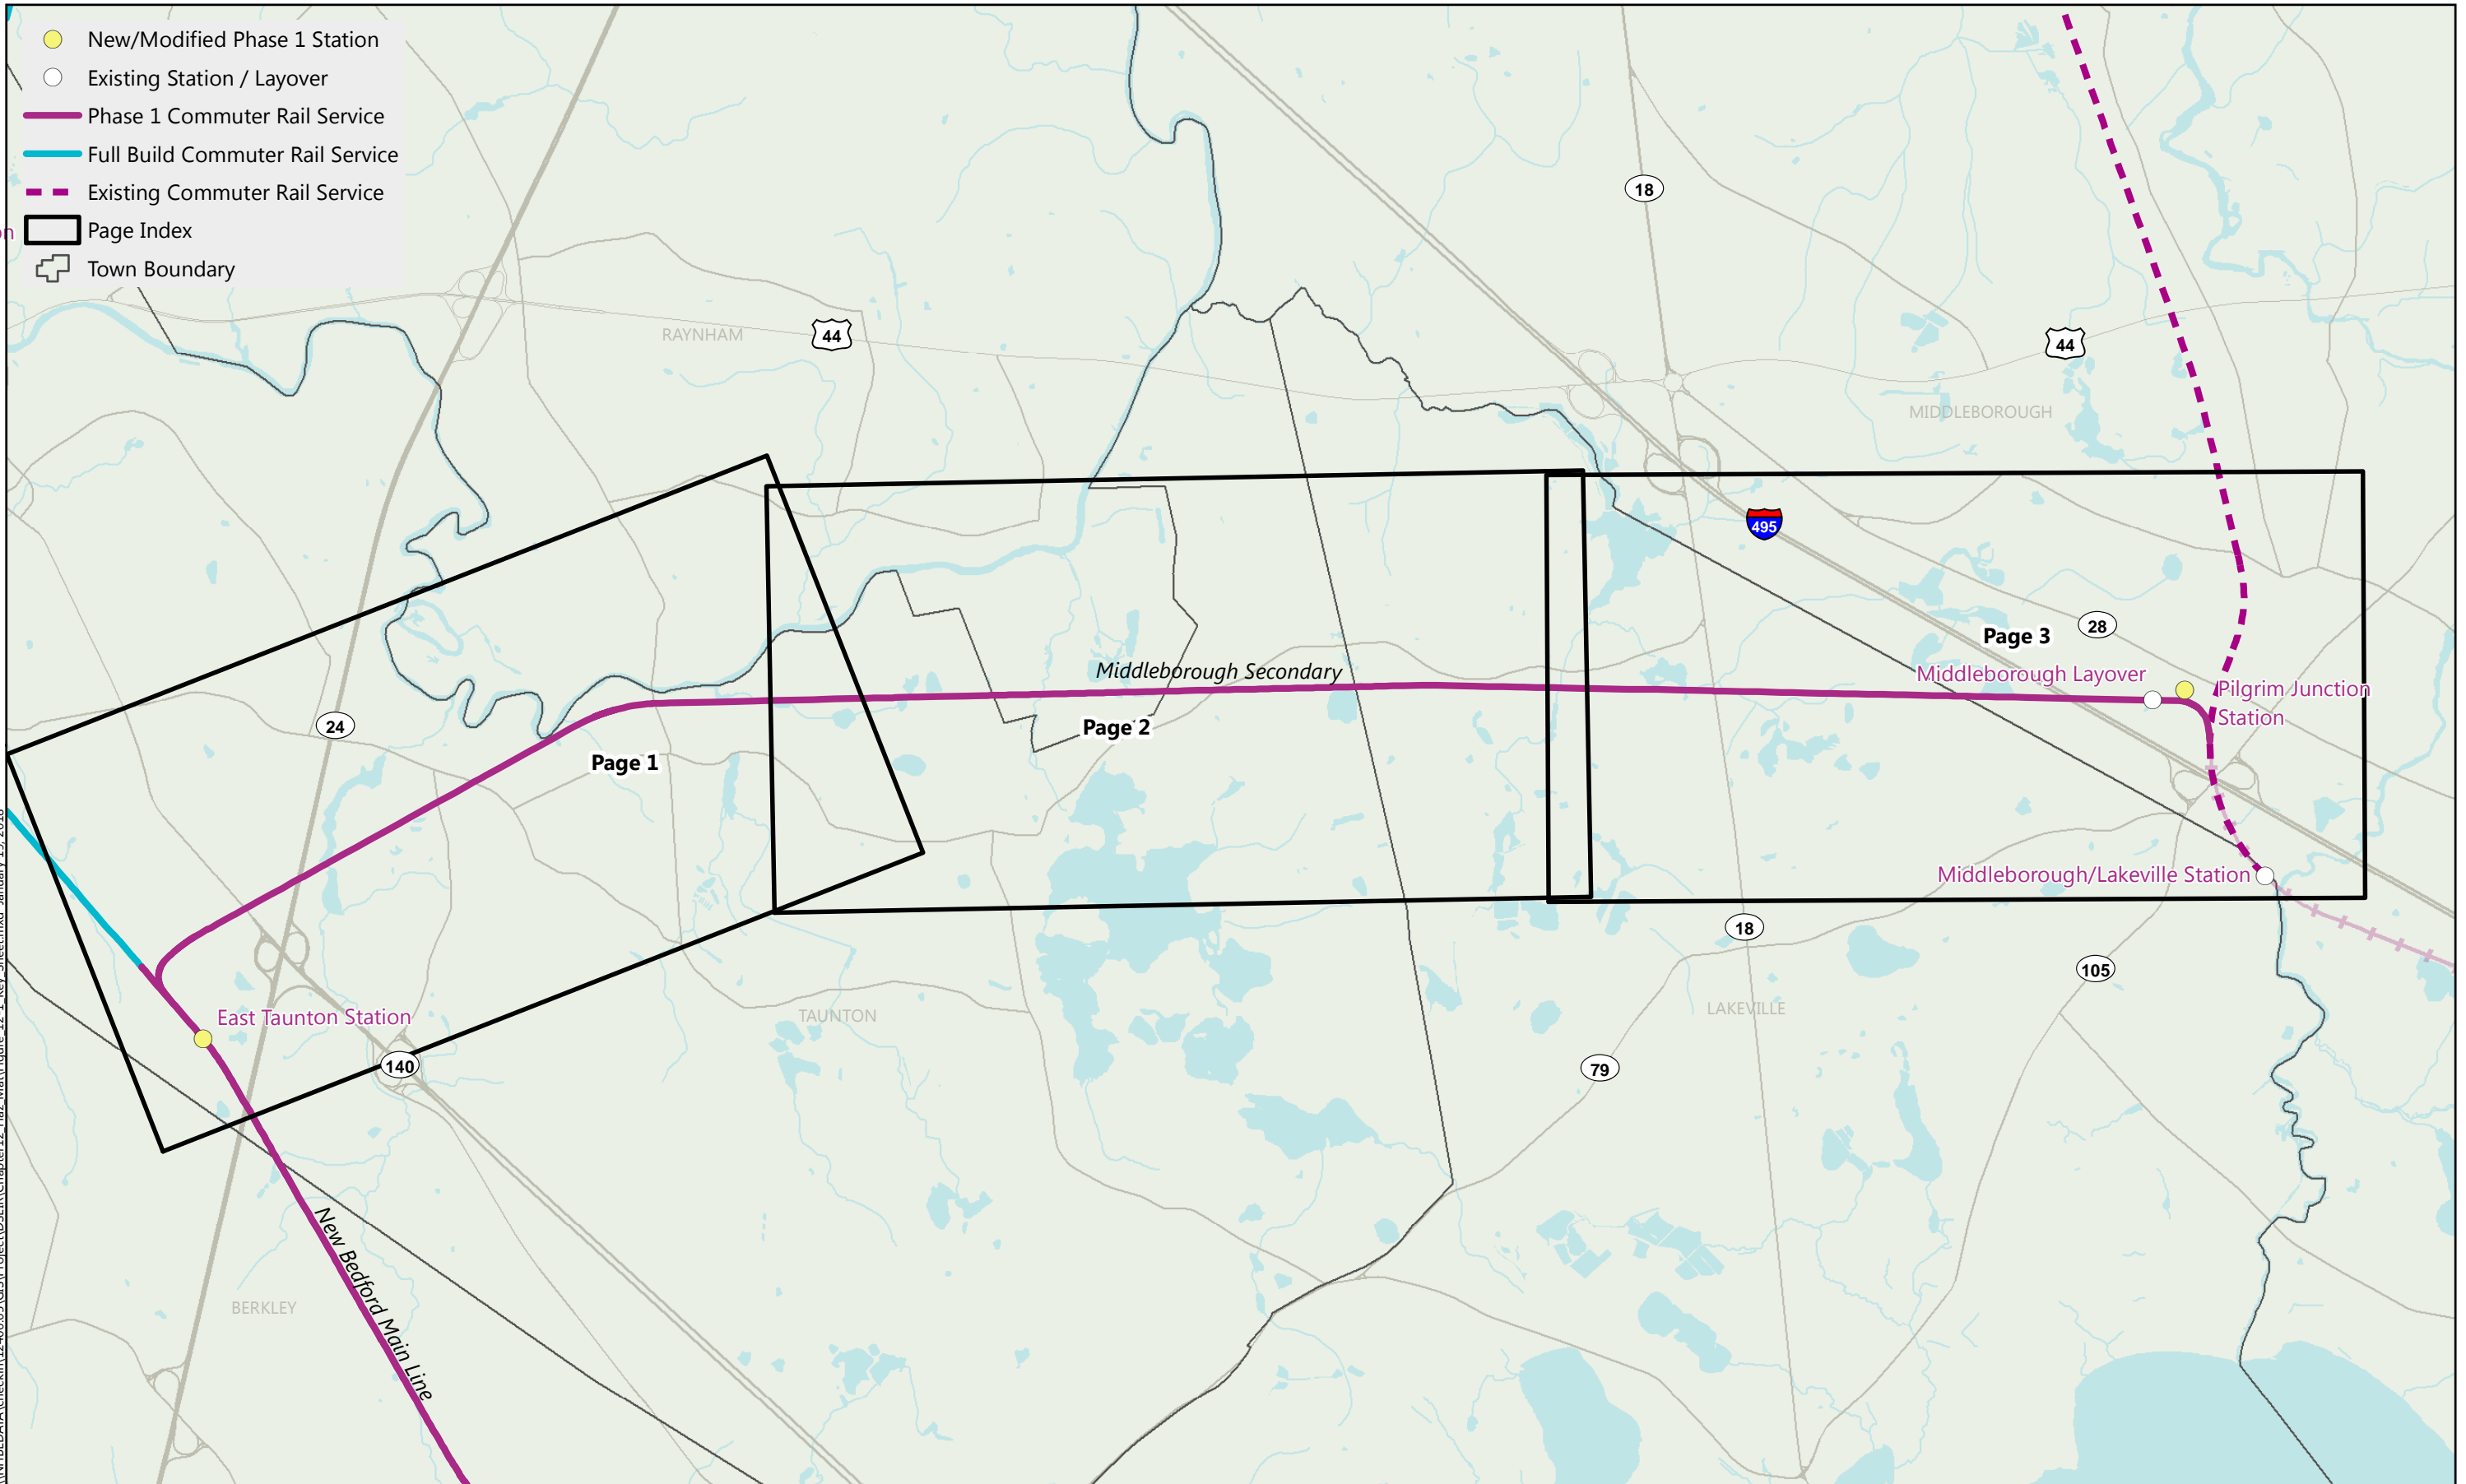 New/Modified Phase 1 Station
Existing Station / Layover
Phase 1 Commuter Rail Service
Full Build Commuter Rail Service
Existing Commuter Rail Service
on
Page Index
Town Boundary
18
RAYNHAM
44
44
MIDDLEBOROUGH
495
28
Page 3
Middleborough Secondary
Middleborough Layover
Pilgrim Junction
Station
24
Page 2
Page 1
Middleborough/Lakeville Station
18
105
East Taunton Station
TAUNTON
LAKEVILLE
140
79
New Bedford Main Line
BERKLEY